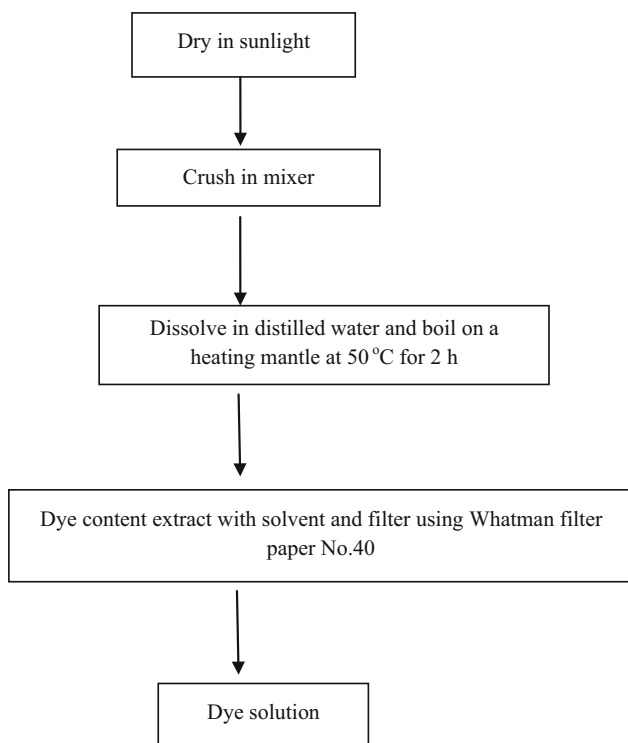 Dry in sunlight
Crush in mixer
Dissolve in distilled water and boil on a
heating mantle at 50 °C for 2 h
Dye content extract with solvent and filter using Whatman filter
paper No.40
Dye solution